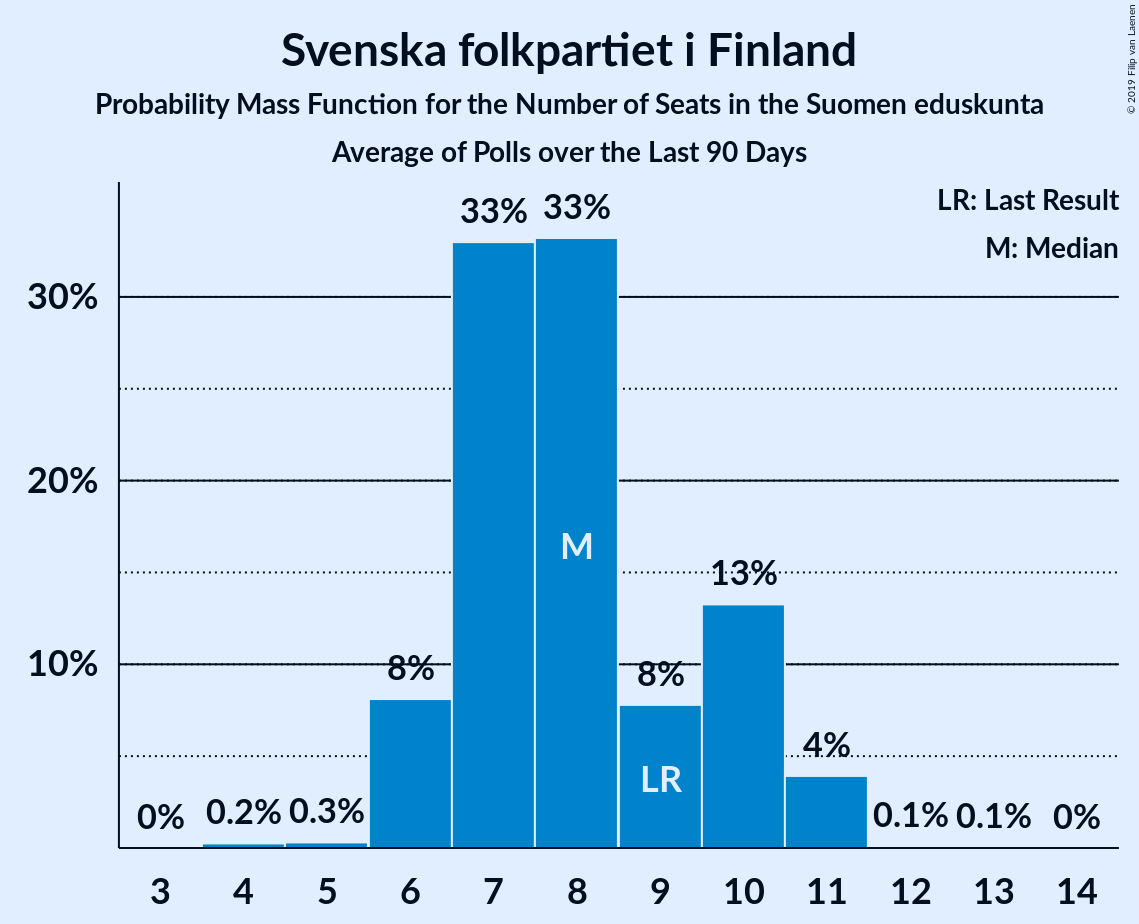 Svenska folkpartiet i Finland
Probability Mass Function for the Number of Seats in the Suomen eduskunta
Average of Polls over the Last 90 Days
© 2019 Filip van Laenen
LR: Last Result
M: Median
33%
33%
30%
20%
M
13%
10%
8%
8%
LR
4%
0%
0.2%
0.3%
0.1%
0.1%
0%
3 4 5 6 7 8 9 10 11 12 13 14